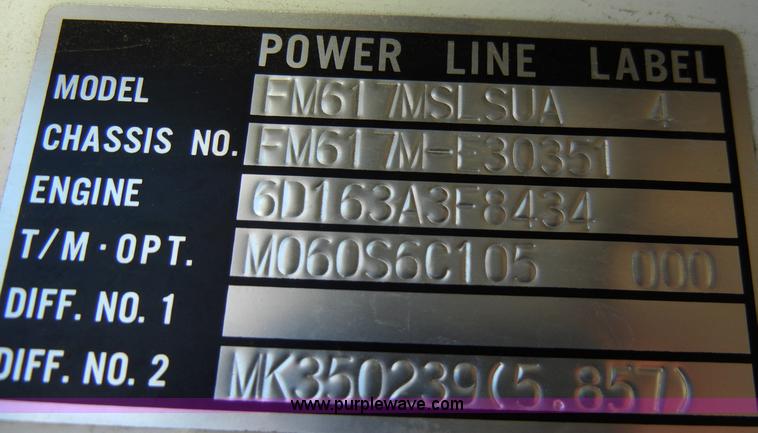 POWER LINE LABEL
MODEL FM617MSLSUA 4
CHASSIS NO. FM617M-E30351
ENGINE 6D163A3F8434
T/M·OPT. M060S6C105 000
DIFF. NO. 1
DIFF. NO. 2 MK350239(5.857)
www.purplewave.com